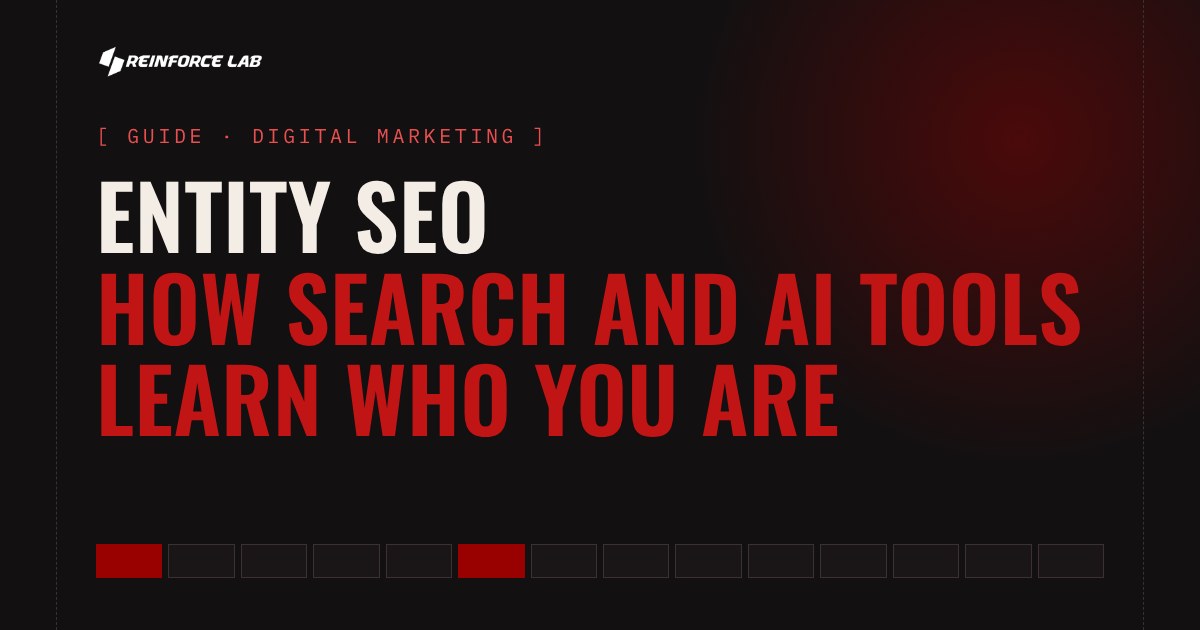 REINFORCE LAB
[ GUIDE · DIGITAL MARKETING ]
ENTITY SEO
HOW SEARCH AND AI TOOLS
LEARN WHO YOU ARE